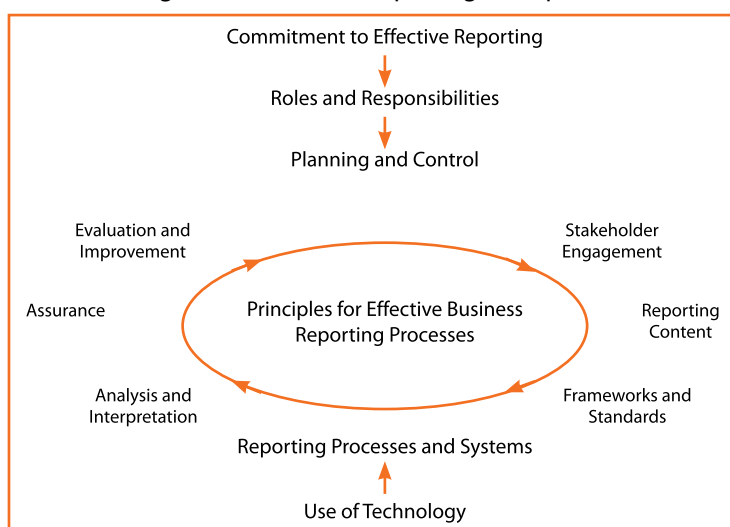 Commitment to Effective Reporting
Roles and Responsibilities
Planning and Control
Evaluation and
Improvement
Stakeholder
Engagement
Assurance
Principles for Effective Business
Reporting Processes
Reporting
Content
Analysis and
Interpretation
Frameworks and
Standards
Reporting Processes and Systems
Use of Technology